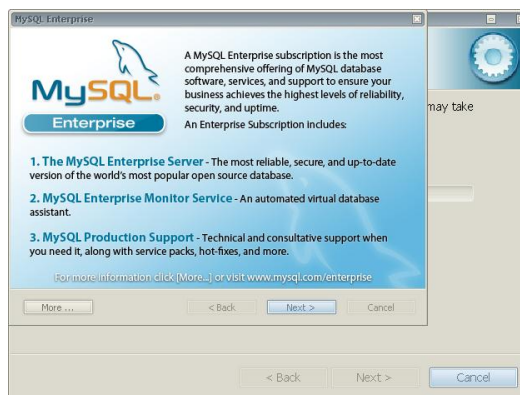 MySQL Enterprise
MySQL®
Enterprise
A MySQL Enterprise subscription is the most
comprehensive offering of MySQL database
software, services, and support to ensure your
business achieves the highest levels of reliability,
security, and uptime.
An Enterprise Subscription includes:
may take
1. The MySQL Enterprise Server - The most reliable, secure, and up-to-date
version of the world's most popular open source database.
2. MySQL Enterprise Monitor Service - An automated virtual database
assistant.
3. MySQL Production Support - Technical and consultative support when
you need it, along with service packs, hot-fixes, and more.
For more information click [More...] or visit www.mysql.com/enterprise
More ...
< Back
Next >
Cancel
< Back
Next >
Cancel